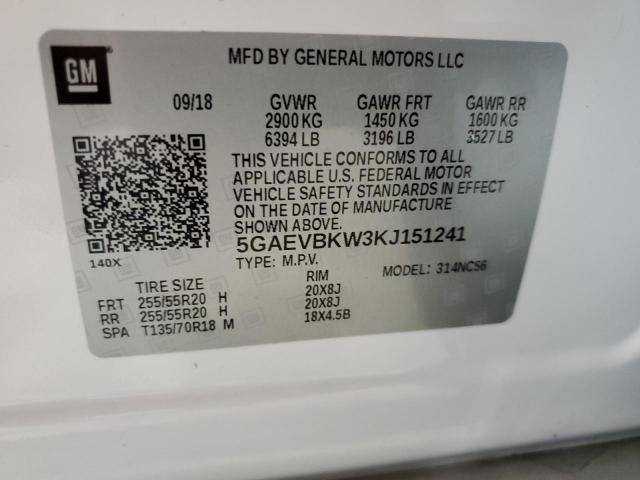 GM
MFD BY GENERAL MOTORS LLC
09/18 GVWR GAWR FRT GAWR RR
2900 KG 1450 KG 1600 KG
6394 LB 3196 LB 3527 LB
THIS VEHICLE CONFORMS TO ALL
APPLICABLE U.S. FEDERAL MOTOR
VEHICLE SAFETY STANDARDS IN EFFECT
ON THE DATE OF MANUFACTURE
SHOWN ABOVE.
5GAEVBKW3KJ151241
140X TYPE: M.P.V. MODEL: 314NC56
TIRE SIZE RIM
FRT 255/55R20 H 20X8J
RR 255/55R20 H 20X8J
SPA T135/70R18 M 18X4.5B